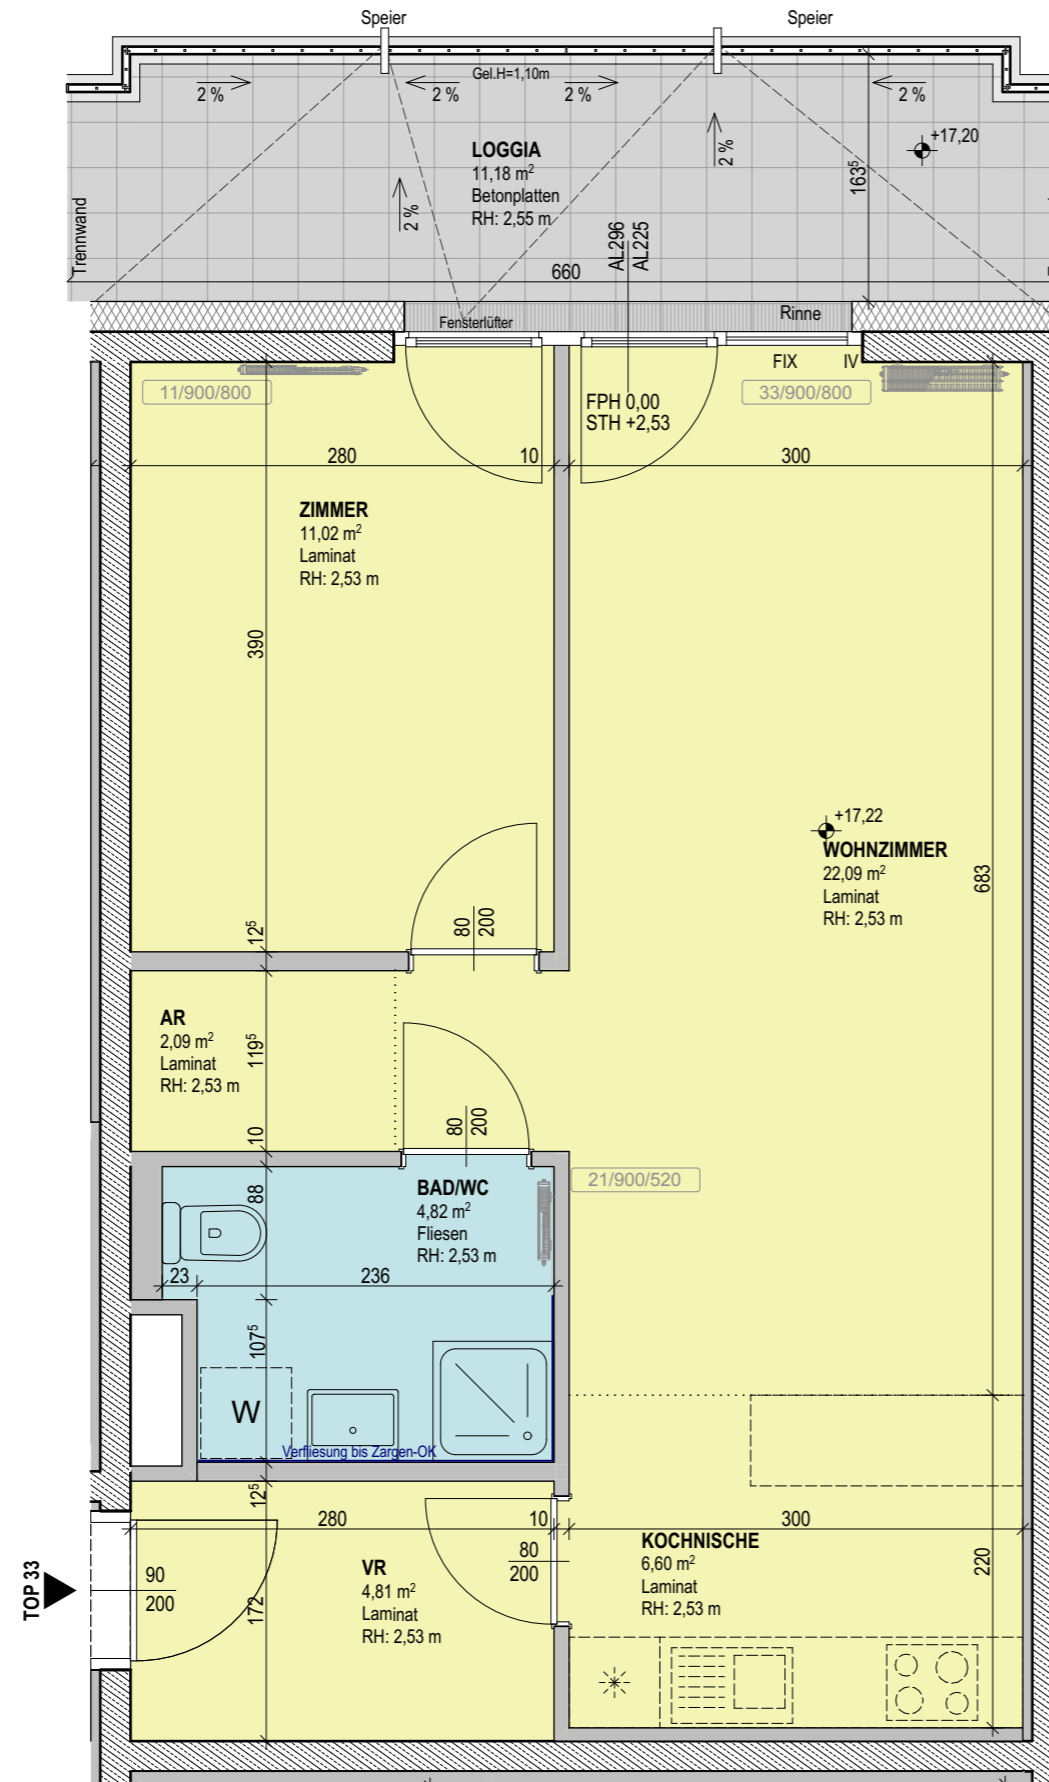 Speier
Speier
Gel.H=1,10m
2 %
2 %
2 %
2 %
LOGGIA
11,18 m²
Betonplatten
RH: 2,55 m
2 %
2 %
+17,20
163⁵
Trennwand
660
AL296
AL225
Fensterlüfter
Rinne
FIX
IV
11/900/800
33/900/800
FPH 0,00
STH +2,53
280
10
300
ZIMMER
11,02 m²
Laminat
RH: 2,53 m
390
+17,22
WOHNZIMMER
22,09 m²
Laminat
RH: 2,53 m
683
12⁵
80
200
AR
2,09 m²
Laminat
RH: 2,53 m
119⁵
10
80
200
BAD/WC
4,82 m²
Fliesen
RH: 2,53 m
21/900/520
88
23
236
107⁵
W
Verfliesung bis Zargen-OK
12⁵
280
10
300
80
200
KOCHNISCHE
6,60 m²
Laminat
RH: 2,53 m
220
TOP 33
90
200
172
VR
4,81 m²
Laminat
RH: 2,53 m